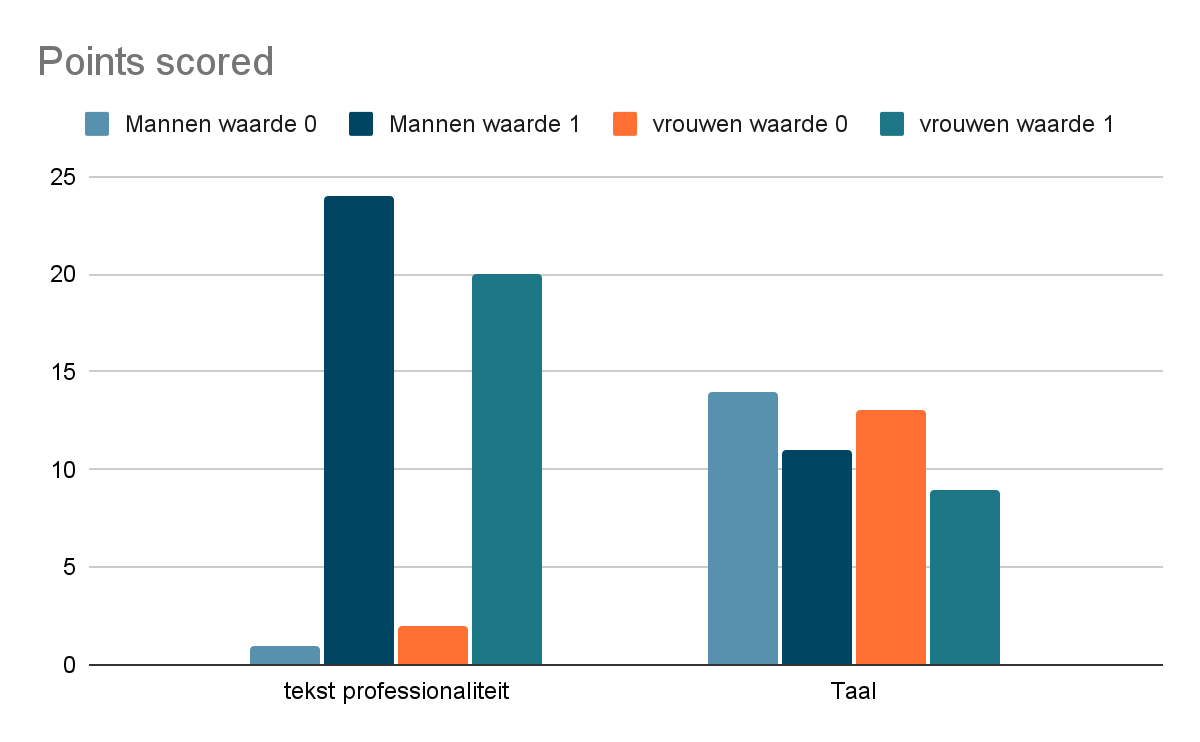 Points scored
Mannen waarde 0 Mannen waarde 1 vrouwen waarde 0 vrouwen waarde 1
25
20
15
10
5
0
tekst professionaliteit Taal